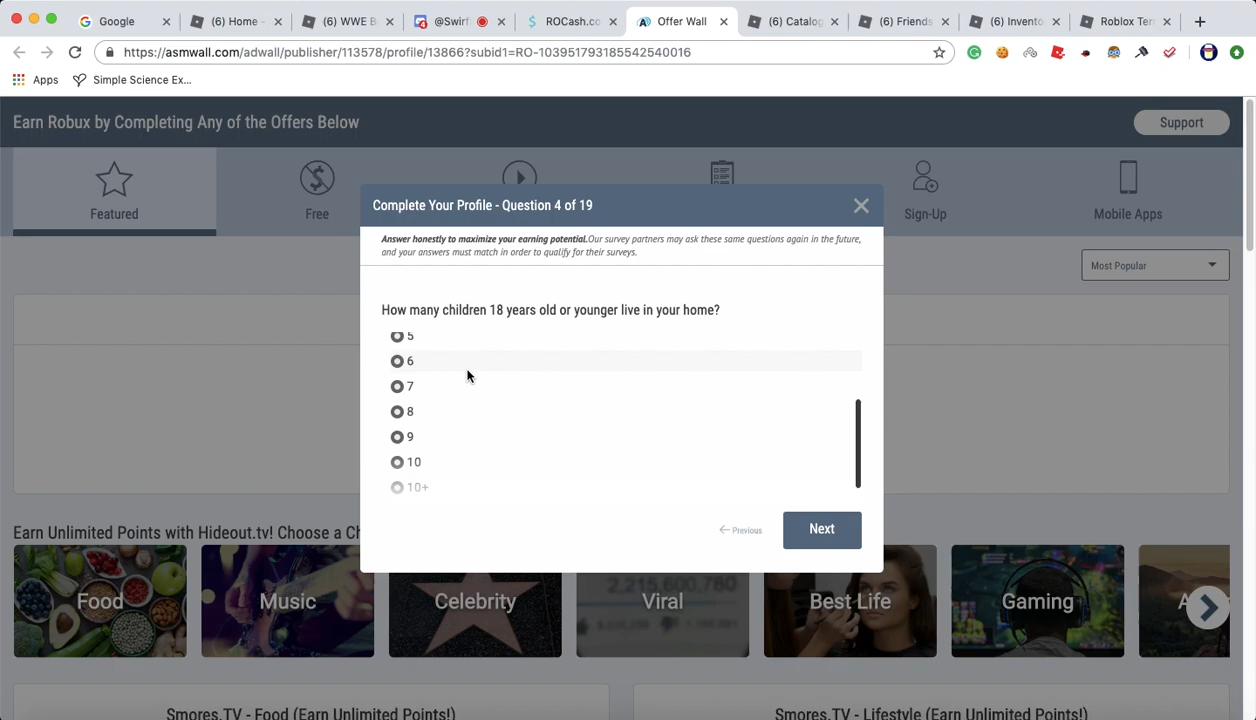 Google
(6) Home -
(6) WWE B
@Swirl
ROCash.co
Offer Wall
(6) Catalog
(6) Friends
(6) Invento
Roblox Ter
https://asmwall.com/adwall/publisher/113578/profile/13866?subid1=RO-103951793185542540016
Apps
Simple Science Ex...
Earn Robux by Completing Any of the Offers Below
Support
Featured
Free
Sign-Up
Mobile Apps
Complete Your Profile - Question 4 of 19
Answer honestly to maximize your earning potential.Our survey partners may ask these same questions again in the future,
and your answers must match in order to qualify for their surveys.
Most Popular
How many children 18 years old or younger live in your home?
5
6
7
8
9
10
10+
Previous
Next
Earn Unlimited Points with Hideout.tv! Choose a Ch
2,215,600,780
Food
Music
Celebrity
Viral
Best Life
Gaming
A
Smores.TV - Food (Earn Unlimited Points!)
Smores.TV - Lifestyle (Earn Unlimited Points!)